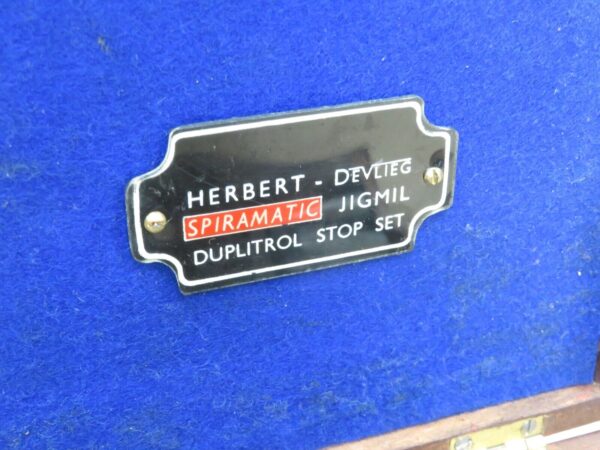 HERBERT - DEVLIEG
SPIRAMATIC JIGMIL
DUPLITROL STOP SET